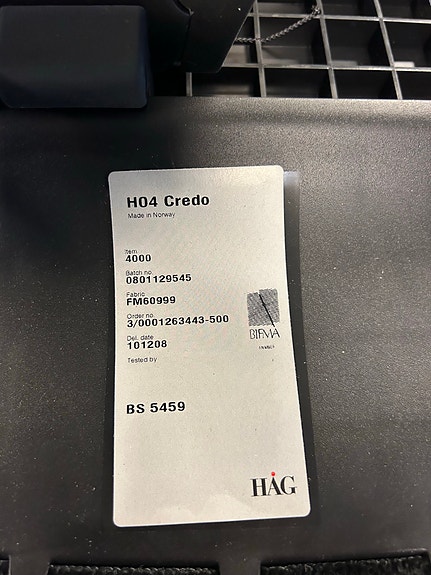 H04 Credo
Made in Norway
Item
4000
Batch no.
0801129545
Fabric
FM60999
Order no.
3/0001263443-500
Del. date
101208
Tested by
BIFMA
BS 5459
HÅG